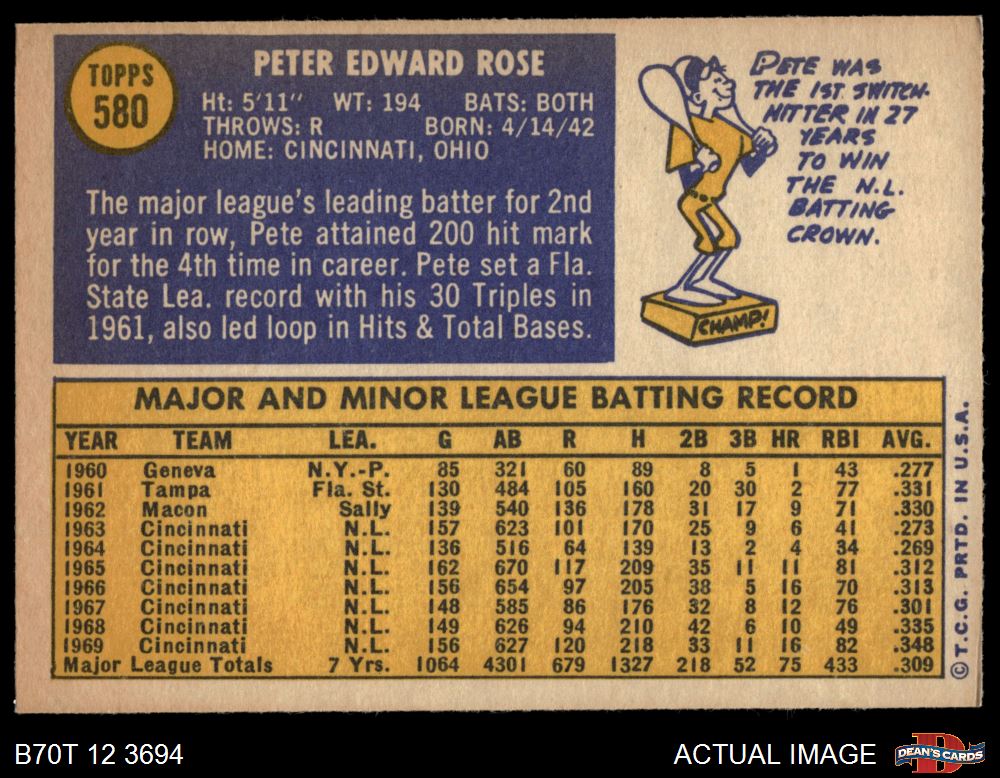 TOPPS
580
PETER EDWARD ROSE
Ht: 5'11" WT: 194 BATS: BOTH
THROWS: R BORN: 4/14/42
HOME: CINCINNATI, OHIO
The major league's leading batter for 2nd
year in row, Pete attained 200 hit mark
for the 4th time in career. Pete set a Fla.
State Lea. record with his 30 Triples in
1961, also led loop in Hits & Total Bases.
PETE WAS
THE 1ST SWITCH-
HITTER IN 27
YEARS
TO WIN
THE N.L.
BATTING
CROWN.
CHAMP!
MAJOR AND MINOR LEAGUE BATTING RECORD
YEAR TEAM LEA. G AB R H 2B 3B HR RBI AVG.
1960 Geneva N.Y.-P. 85 321 60 89 8 5 1 43 .277
1961 Tampa Fla. St. 130 484 105 160 20 30 2 77 .331
1962 Macon Sally 139 540 136 178 31 17 9 71 .330
1963 Cincinnati N.L. 157 623 101 170 25 9 6 41 .273
1964 Cincinnati N.L. 136 516 64 139 13 2 4 34 .269
1965 Cincinnati N.L. 162 670 117 209 35 11 11 81 .312
1966 Cincinnati N.L. 156 654 97 205 38 5 16 70 .313
1967 Cincinnati N.L. 148 585 86 176 32 8 12 76 .301
1968 Cincinnati N.L. 149 626 94 210 42 6 10 49 .335
1969 Cincinnati N.L. 156 627 120 218 33 11 16 82 .348
Major League Totals 7 Yrs. 1064 4301 679 1327 218 52 75 433 .309
© T.C.G. PRTD. IN U.S.A.
B70T 12 3694
ACTUAL IMAGE
DEAN'S CARDS